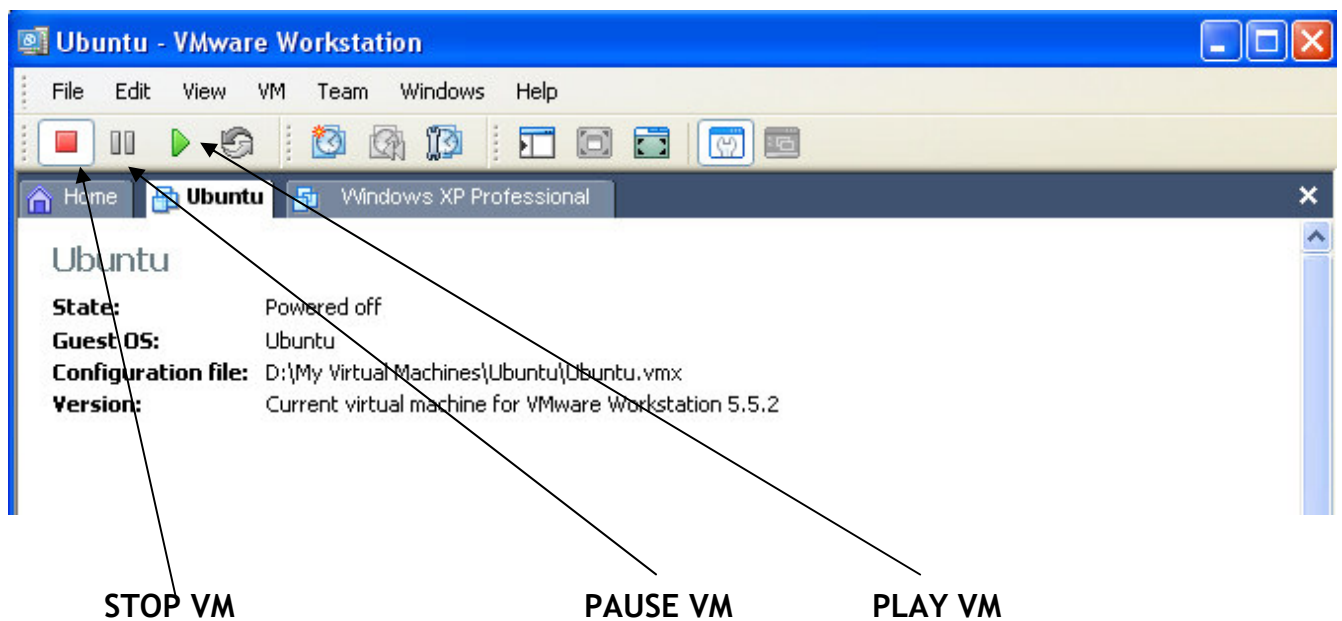 Ubuntu - VMware Workstation
File Edit View VM Team Windows Help
Home Ubuntu Windows XP Professional
Ubuntu
State: Powered off
Guest OS: Ubuntu
Configuration file: D:\My Virtual Machines\Ubuntu\Ubuntu.vmx
Version: Current virtual machine for VMware Workstation 5.5.2
STOP VM PAUSE VM PLAY VM